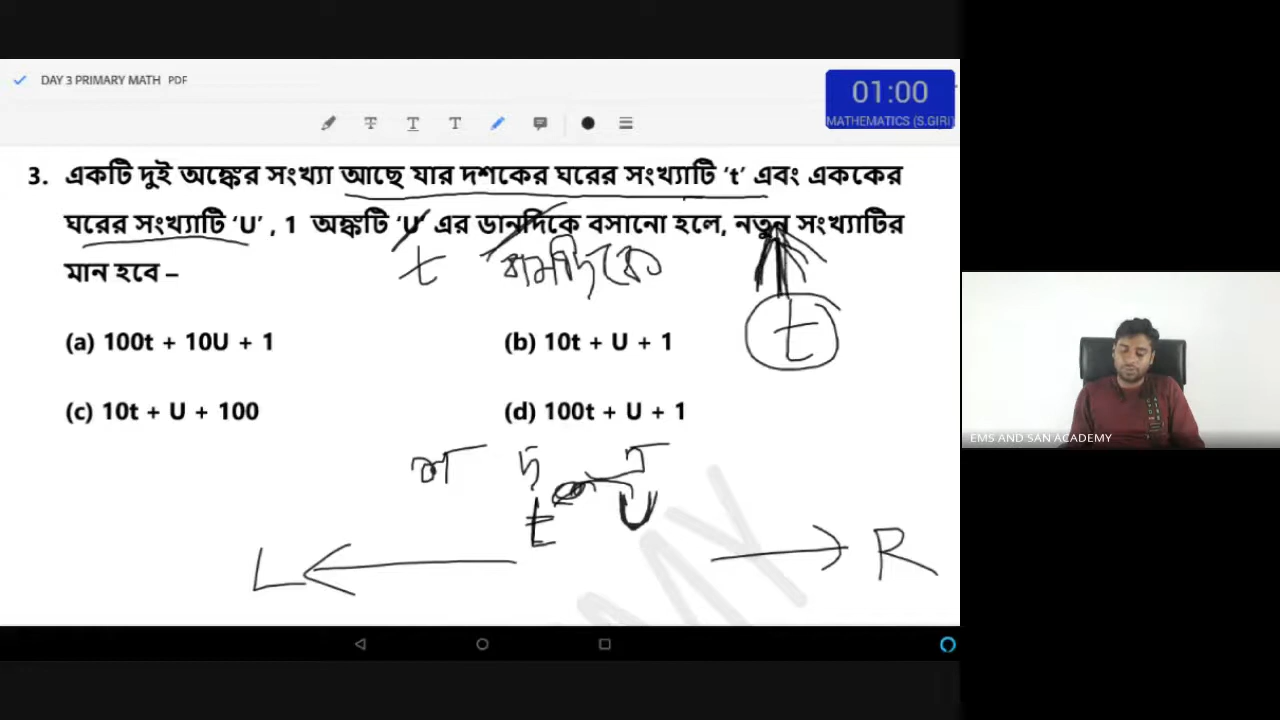 DAY 3 PRIMARY MATH PDF
01:00
MATHEMATICS (S.GIRI)
3. একটি দুই অঙ্কের সংখ্যা আছে যার দশকের ঘরের সংখ্যাটি ‘t’ এবং এককের
ঘরের সংখ্যাটি ‘U’ , 1 অঙ্কটি ‘U’ এর ডানদিকে বসানো হলে, নতুন সংখ্যাটির
t বামদিকে
মান হবে –
(a) 100t + 10U + 1
(b) 10t + U + 1
t
(c) 10t + U + 100
(d) 100t + U + 1
t U
L R
EMS AND SAN ACADEMY